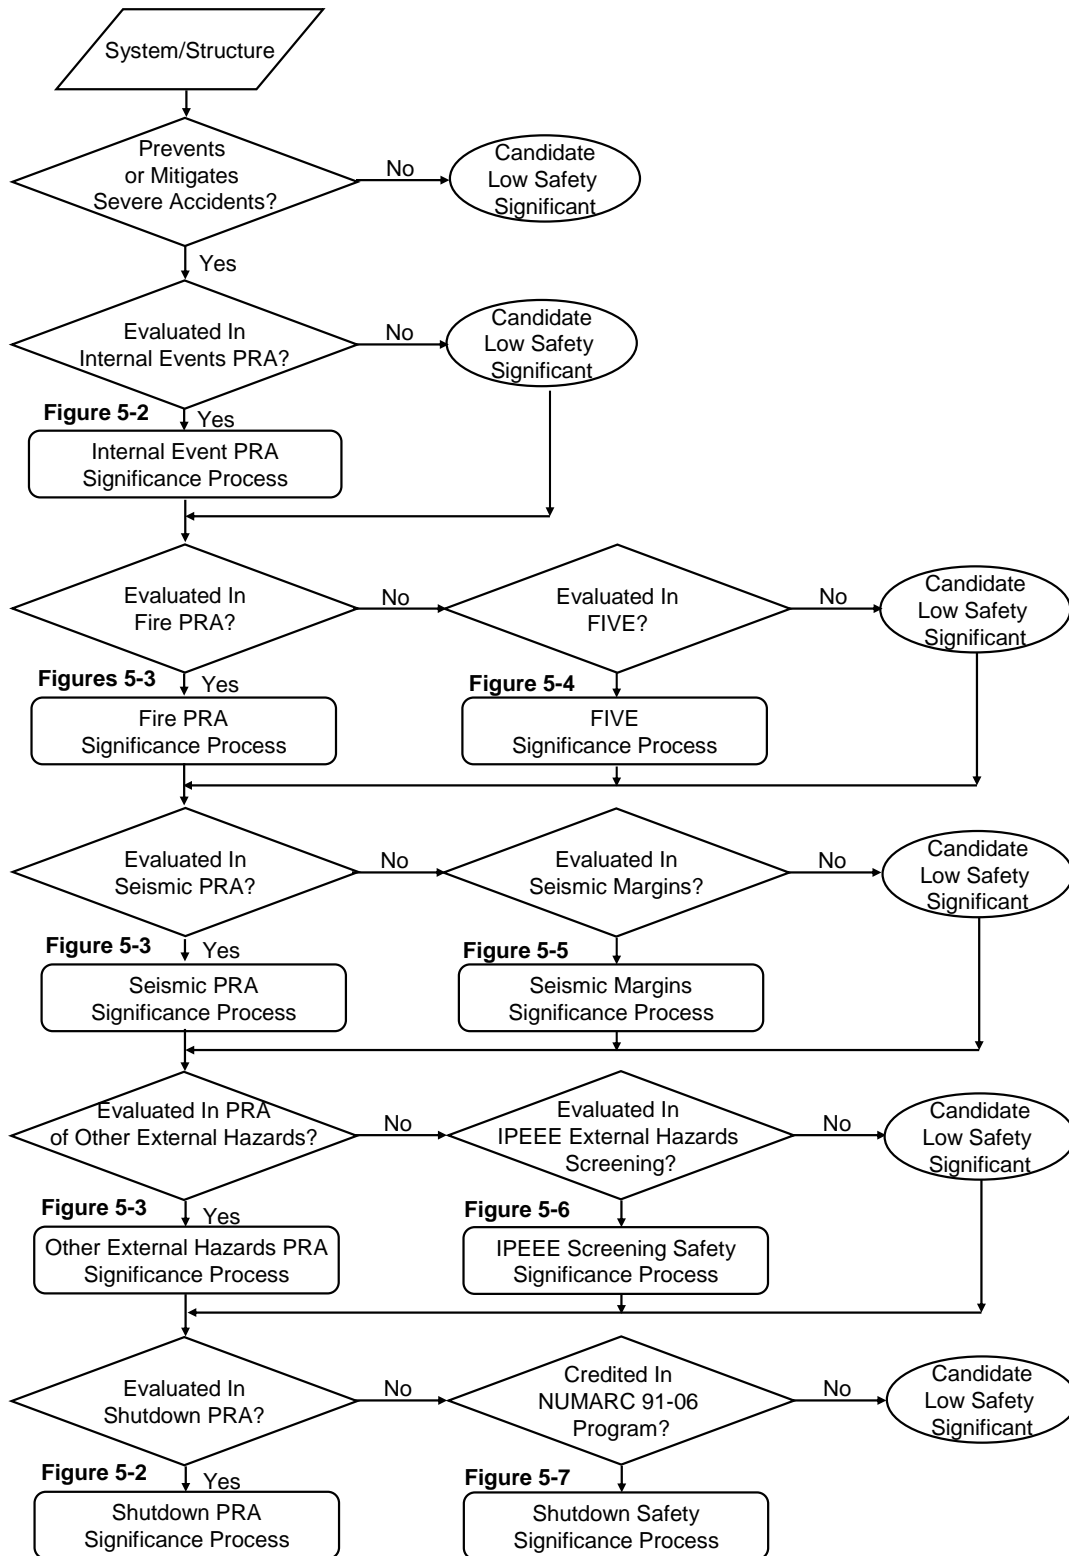 System/Structure
Prevents
or Mitigates
Severe Accidents?
No
Candidate
Low Safety
Significant
Yes
Evaluated In
Internal Events PRA?
No
Candidate
Low Safety
Significant
Figure 5-2
Yes
Internal Event PRA
Significance Process
Evaluated In
Fire PRA?
No
Evaluated In
FIVE?
No
Candidate
Low Safety
Significant
Figures 5-3
Yes
Fire PRA
Significance Process
Figure 5-4
FIVE
Significance Process
Evaluated In
Seismic PRA?
No
Evaluated In
Seismic Margins?
No
Candidate
Low Safety
Significant
Figure 5-3
Yes
Seismic PRA
Significance Process
Figure 5-5
Seismic Margins
Significance Process
Evaluated In PRA
of Other External Hazards?
No
Evaluated In
IPEEE External Hazards
Screening?
No
Candidate
Low Safety
Significant
Figure 5-3
Yes
Other External Hazards PRA
Significance Process
Figure 5-6
IPEEE Screening Safety
Significance Process
Evaluated In
Shutdown PRA?
No
Credited In
NUMARC 91-06
Program?
No
Candidate
Low Safety
Significant
Figure 5-2
Yes
Shutdown PRA
Significance Process
Figure 5-7
Shutdown Safety
Significance Process